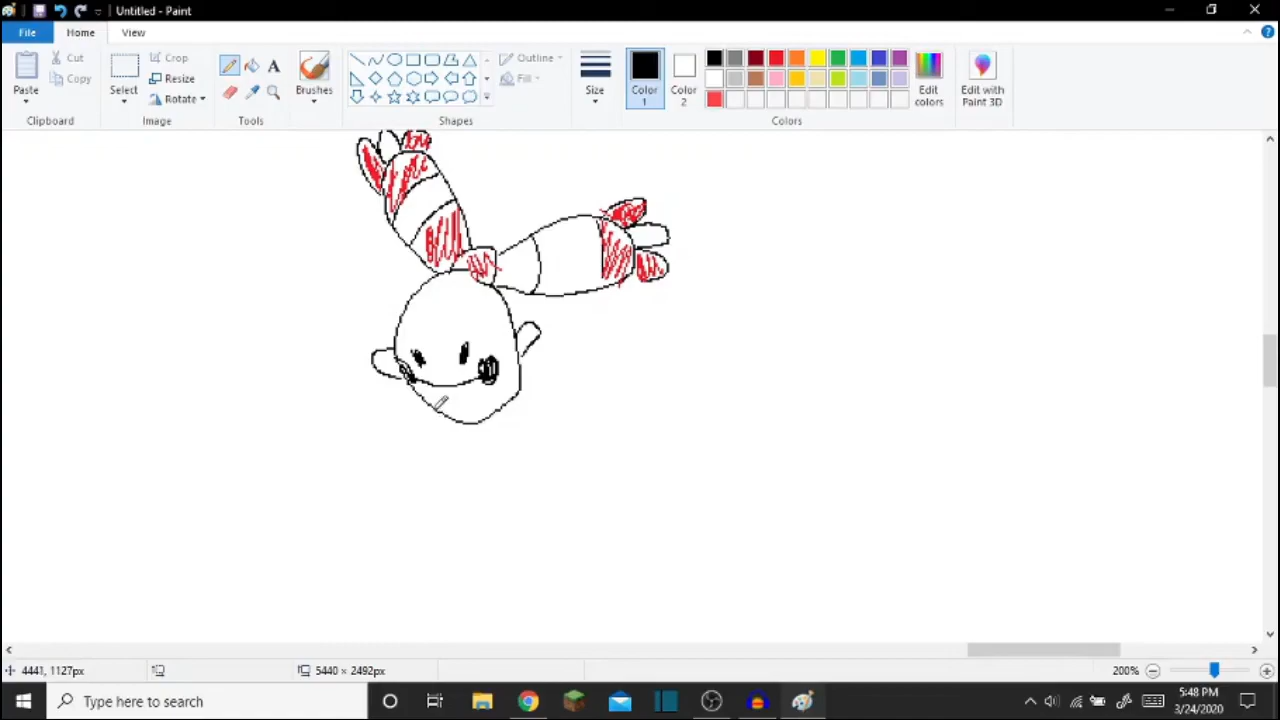 Untitled - Paint
File Home View
Paste Cut Copy Clipboard
Select Crop Resize Rotate Image
A Tools
Brushes
Outline Fill Shapes
Size
Color 1 Color 2 Edit colors Colors
Edit with Paint 3D
4441, 1127px 5440 × 2492px 200%
Type here to search 5:48 PM
3/24/2020